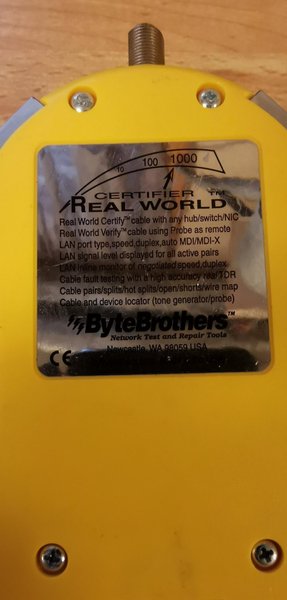 10 100 1000
CERTIFIER
REAL WORLD™
Real World Certify™ cable with any hub/switch/NIC
Real World Verify™ cable using Probe as remote
LAN port type,speed,duplex,auto MDI/MDI-X
LAN signal level displayed for all active pairs
LAN inline monitor of negotiated speed,duplex
Cable fault testing with a high accuracy real TDR
Cable pairs/splits/hot splits/open/shorts/wire map
Cable and device locator (tone generator/probe)
ByteBrothers™
Network Test and Repair Tools
Newcastle, WA 98059 USA
CE